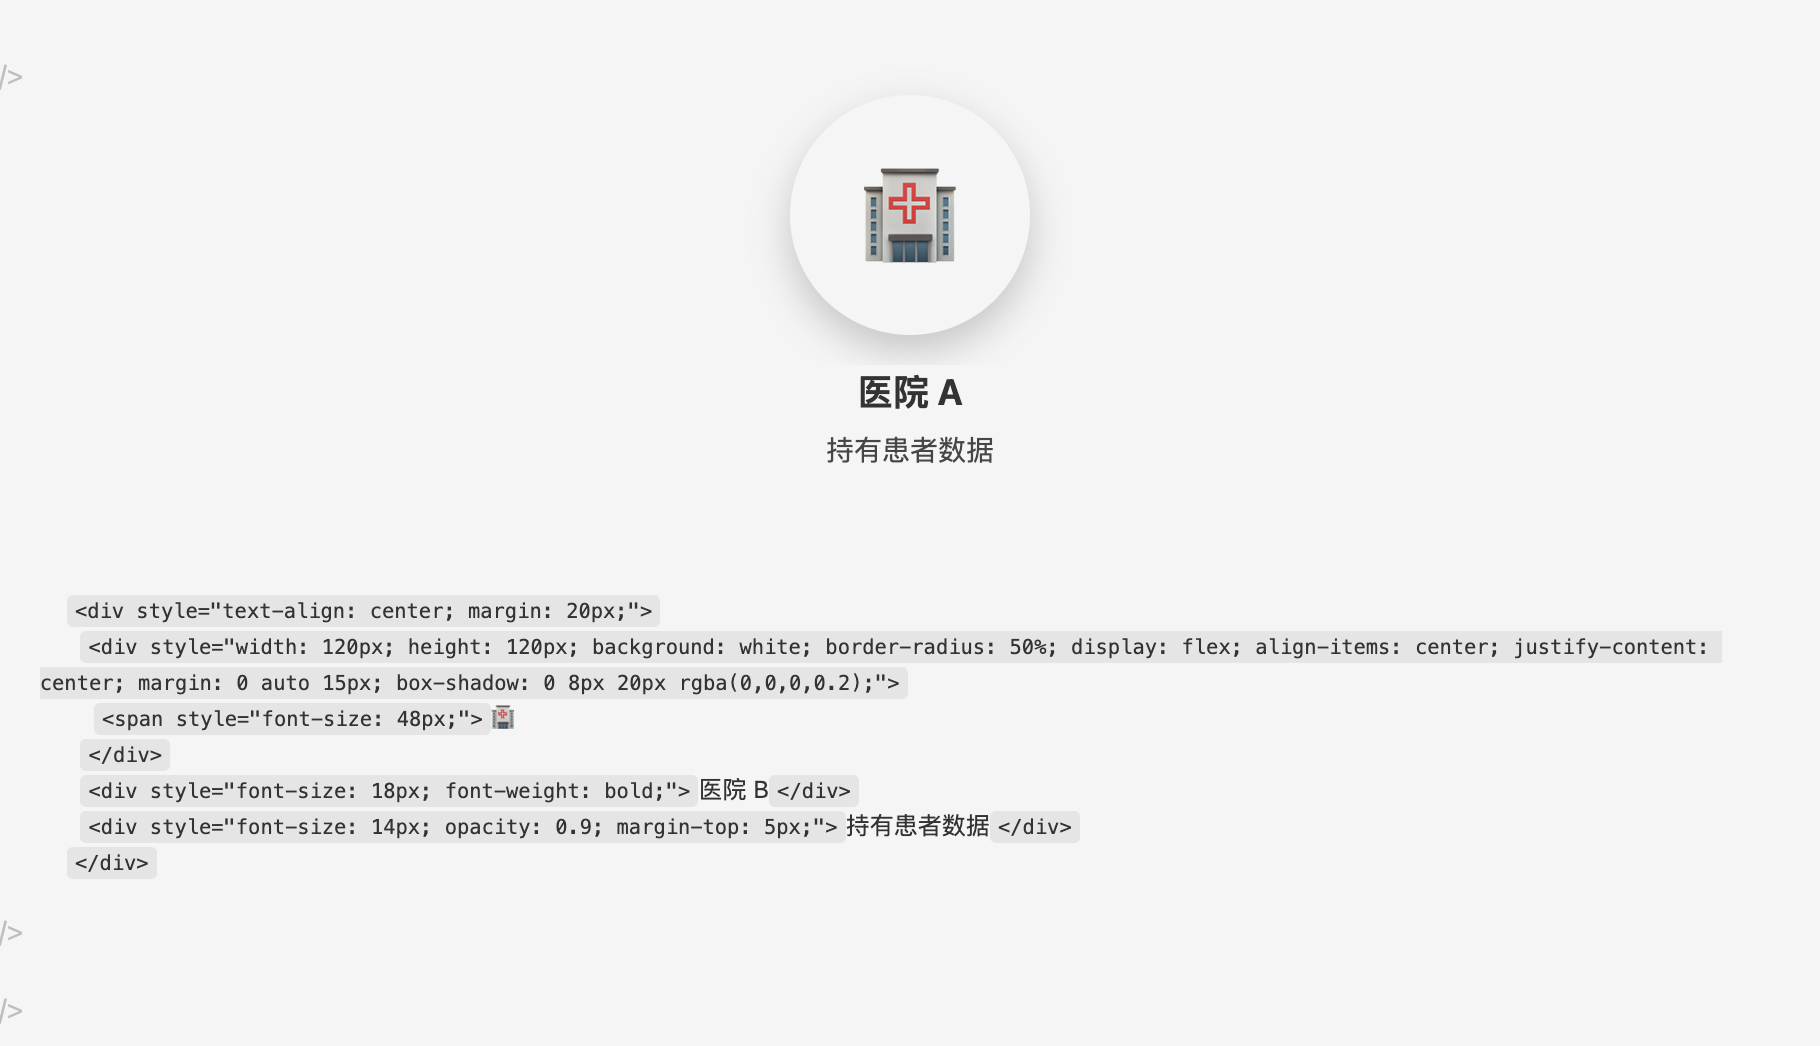 />
医院 A
持有患者数据
<div style="text-align: center; margin: 20px;">
<div style="width: 120px; height: 120px; background: white; border-radius: 50%; display: flex; align-items: center; justify-content:
center; margin: 0 auto 15px; box-shadow: 0 8px 20px rgba(0,0,0,0.2);">
<span style="font-size: 48px;">🏥
</div>
<div style="font-size: 18px; font-weight: bold;">医院 B</div>
<div style="font-size: 14px; opacity: 0.9; margin-top: 5px;">持有患者数据</div>
</div>
/>
/>